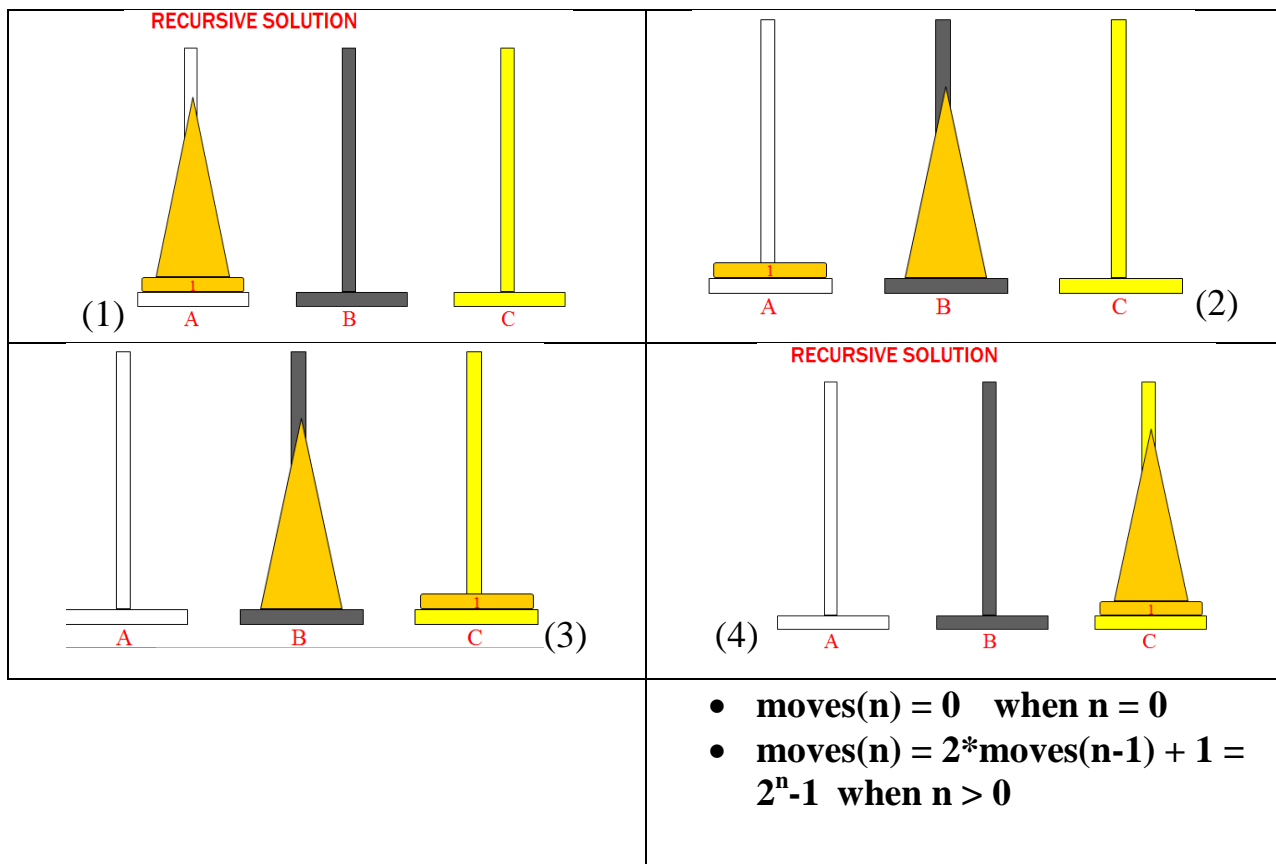 RECURSIVE SOLUTION
1
(1)
A B C
1
A B C
(2)
1
A B C
(3)
RECURSIVE SOLUTION
1
(4)
A B C
• moves(n) = 0 when n = 0
• moves(n) = 2*moves(n-1) + 1 =
2ⁿ-1 when n > 0